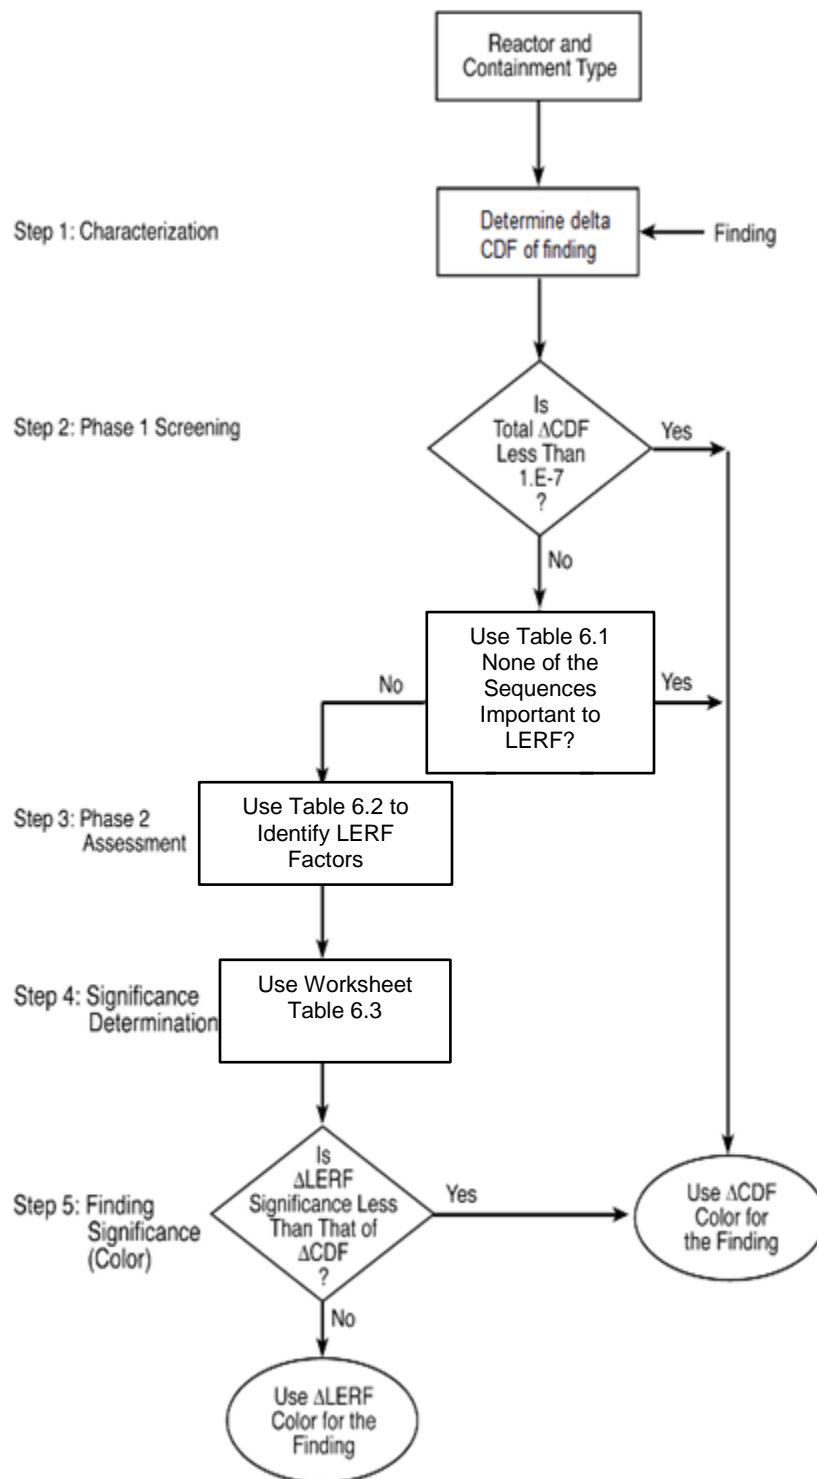 Reactor and
Containment Type
Step 1: Characterization
Determine delta
CDF of finding
Finding
Step 2: Phase 1 Screening
Is
Total ΔCDF
Less Than
1.E-7
?
Yes
No
Use Table 6.1
None of the
Sequences
Important to
LERF?
No
Yes
Step 3: Phase 2
Assessment
Use Table 6.2 to
Identify LERF
Factors
Step 4: Significance
Determination
Use Worksheet
Table 6.3
Step 5: Finding
Significance
(Color)
Is
ΔLERF
Significance Less
Than That of
ΔCDF
?
Yes
Use ΔCDF
Color for
the Finding
No
Use ΔLERF
Color for the
Finding